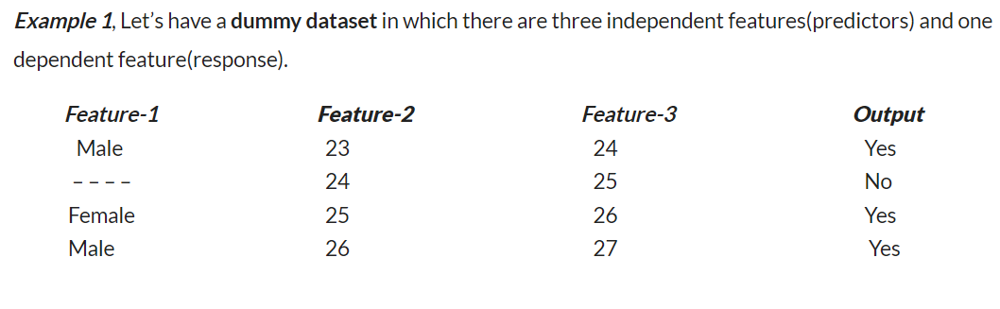 Example 1, Let’s have a dummy dataset in which there are three independent features(predictors) and one
dependent feature(response).
Feature-1 Feature-2 Feature-3 Output
Male 23 24 Yes
– – – – 24 25 No
Female 25 26 Yes
Male 26 27 Yes